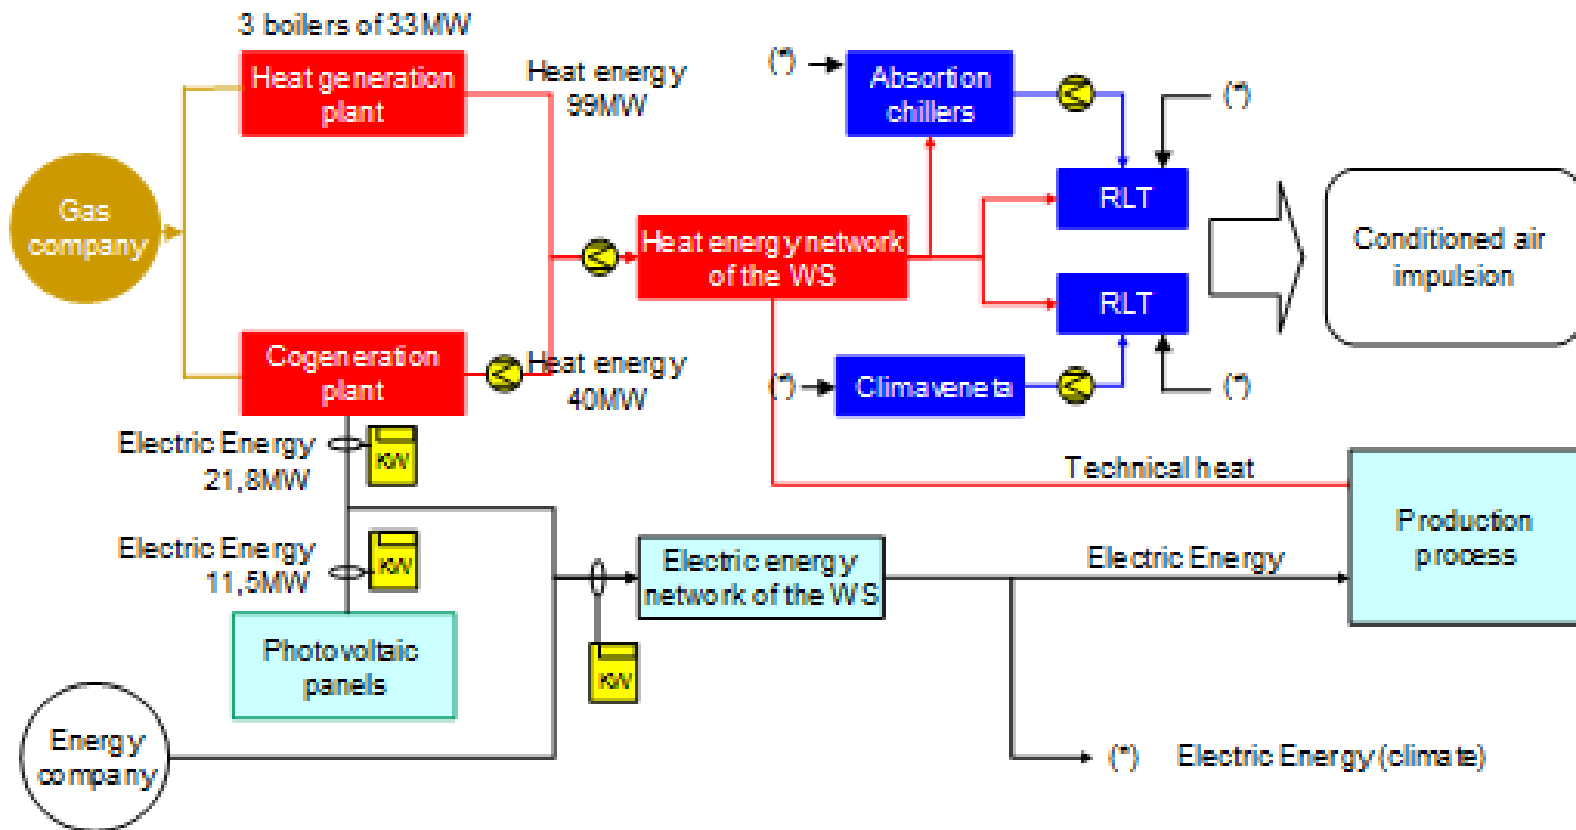 3 boilers of 33MW
Heat generation
plant
Heat energy
99MW
(*)
Absortion
chillers
(*)
RLT
Gas
company
Heat energy network
of the WS
Conditioned air
impulsion
RLT
Cogeneration
plant
Heat energy
40MW
(*)
Climaveneta
(*)
Electric Energy
21,8MW
KW
Technical heat
Production
process
Electric Energy
11,5MW
KW
Electric energy
network of the WS
Electric Energy
Photovoltaic
panels
KW
Energy
company
(*) Electric Energy (climate)